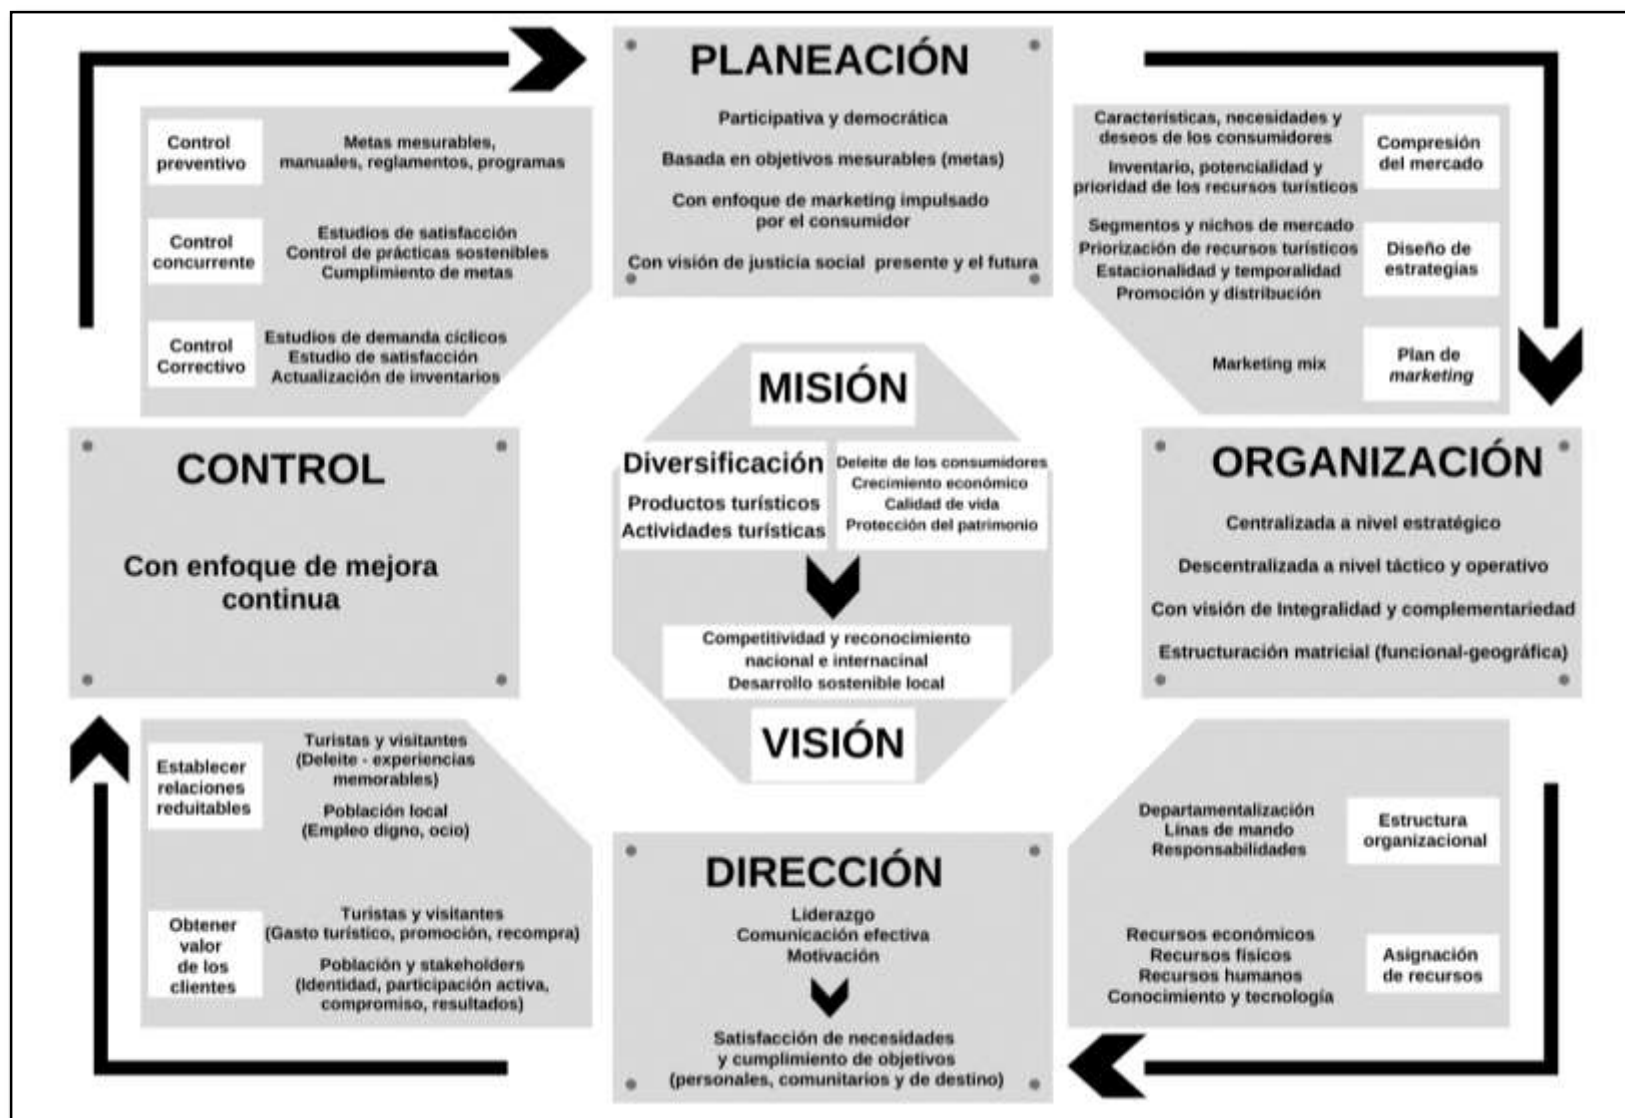 PLANEACIÓN
Participativa y democrática
Basada en objetivos mesurables (metas)
Con enfoque de marketing impulsado
por el consumidor
Con visión de justicia social presente y el futura
Características, necesidades y
deseos de los consumidores
Inventario, potencialidad y
prioridad de los recursos turísticos
Compresión
del mercado
Segmentos y nichos de mercado
Priorización de recursos turísticos
Estacionalidad y temporalidad
Promoción y distribución
Diseño de
estrategias
Marketing mix
Plan de
marketing
ORGANIZACIÓN
Centralizada a nivel estratégico
Descentralizada a nivel táctico y operativo
Con visión de Integralidad y complementariedad
Estructuración matricial (funcional-geográfica)
Departamentalización
Línas de mando
Responsabilidades
Estructura
organizacional
Recursos económicos
Recursos físicos
Recursos humanos
Conocimiento y tecnología
Asignación
de recursos
DIRECCIÓN
Liderazgo
Comunicación efectiva
Motivación
Satisfacción de necesidades
y cumplimiento de objetivos
(personales, comunitarios y de destino)
Establecer
relaciones
reduitables
Turistas y visitantes
(Deleite - experiencias
memorables)
Población local
(Empleo digno, ocio)
Obtener
valor
de los
clientes
Turistas y visitantes
(Gasto turístico, promoción, recompra)
Población y stakeholders
(Identidad, participación activa,
compromiso, resultados)
CONTROL
Con enfoque de mejora
continua
Control
preventivo
Metas mesurables,
manuales, reglamentos, programas
Control
concurrente
Estudios de satisfacción
Control de prácticas sostenibles
Cumplimiento de metas
Control
Correctivo
Estudios de demanda cíclicos
Estudio de satisfacción
Actualización de inventarios
MISIÓN
Diversificación
Productos turísticos
Actividades turísticas
Deleite de los consumidores
Crecimiento económico
Calidad de vida
Protección del patrimonio
Competitividad y reconocimiento
nacional e internacinal
Desarrollo sostenible local
VISIÓN